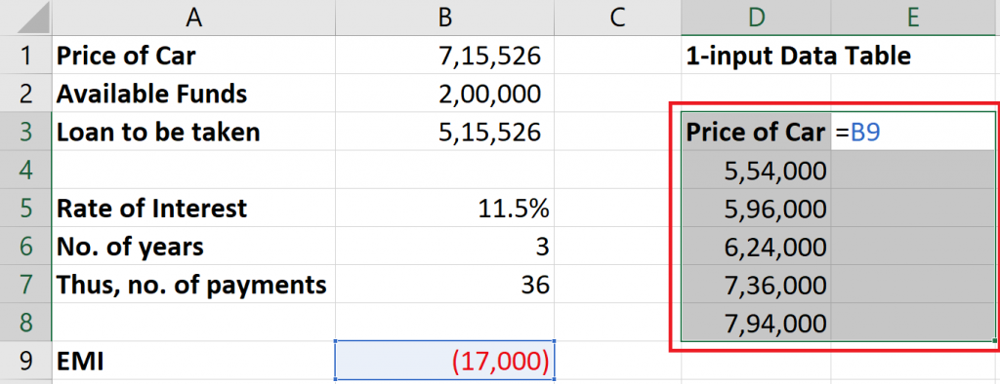 A B C D E
1 Price of Car 7,15,526 1-input Data Table
2 Available Funds 2,00,000
3 Loan to be taken 5,15,526 Price of Car =B9
4 5,54,000
5 Rate of Interest 11.5% 5,96,000
6 No. of years 3 6,24,000
7 Thus, no. of payments 36 7,36,000
8 7,94,000
9 EMI (17,000)